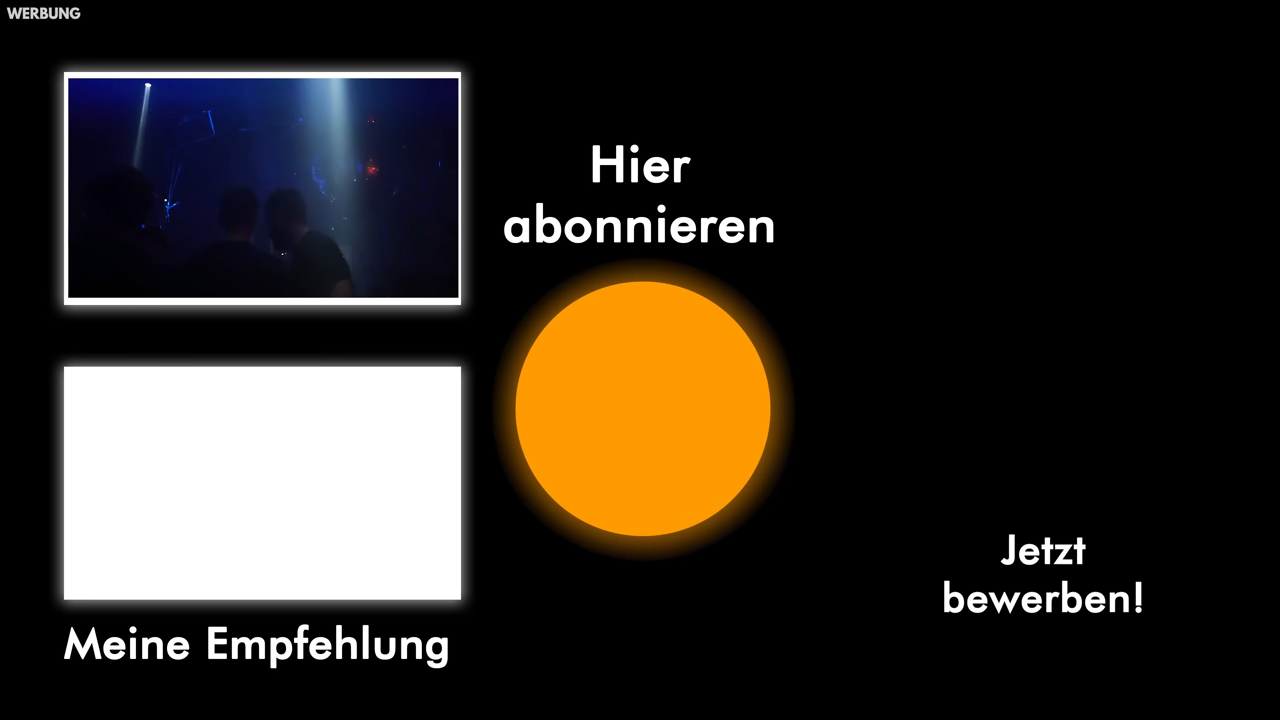 WERBUNG
Hier
abonnieren
Jetzt
bewerben!
Meine Empfehlung